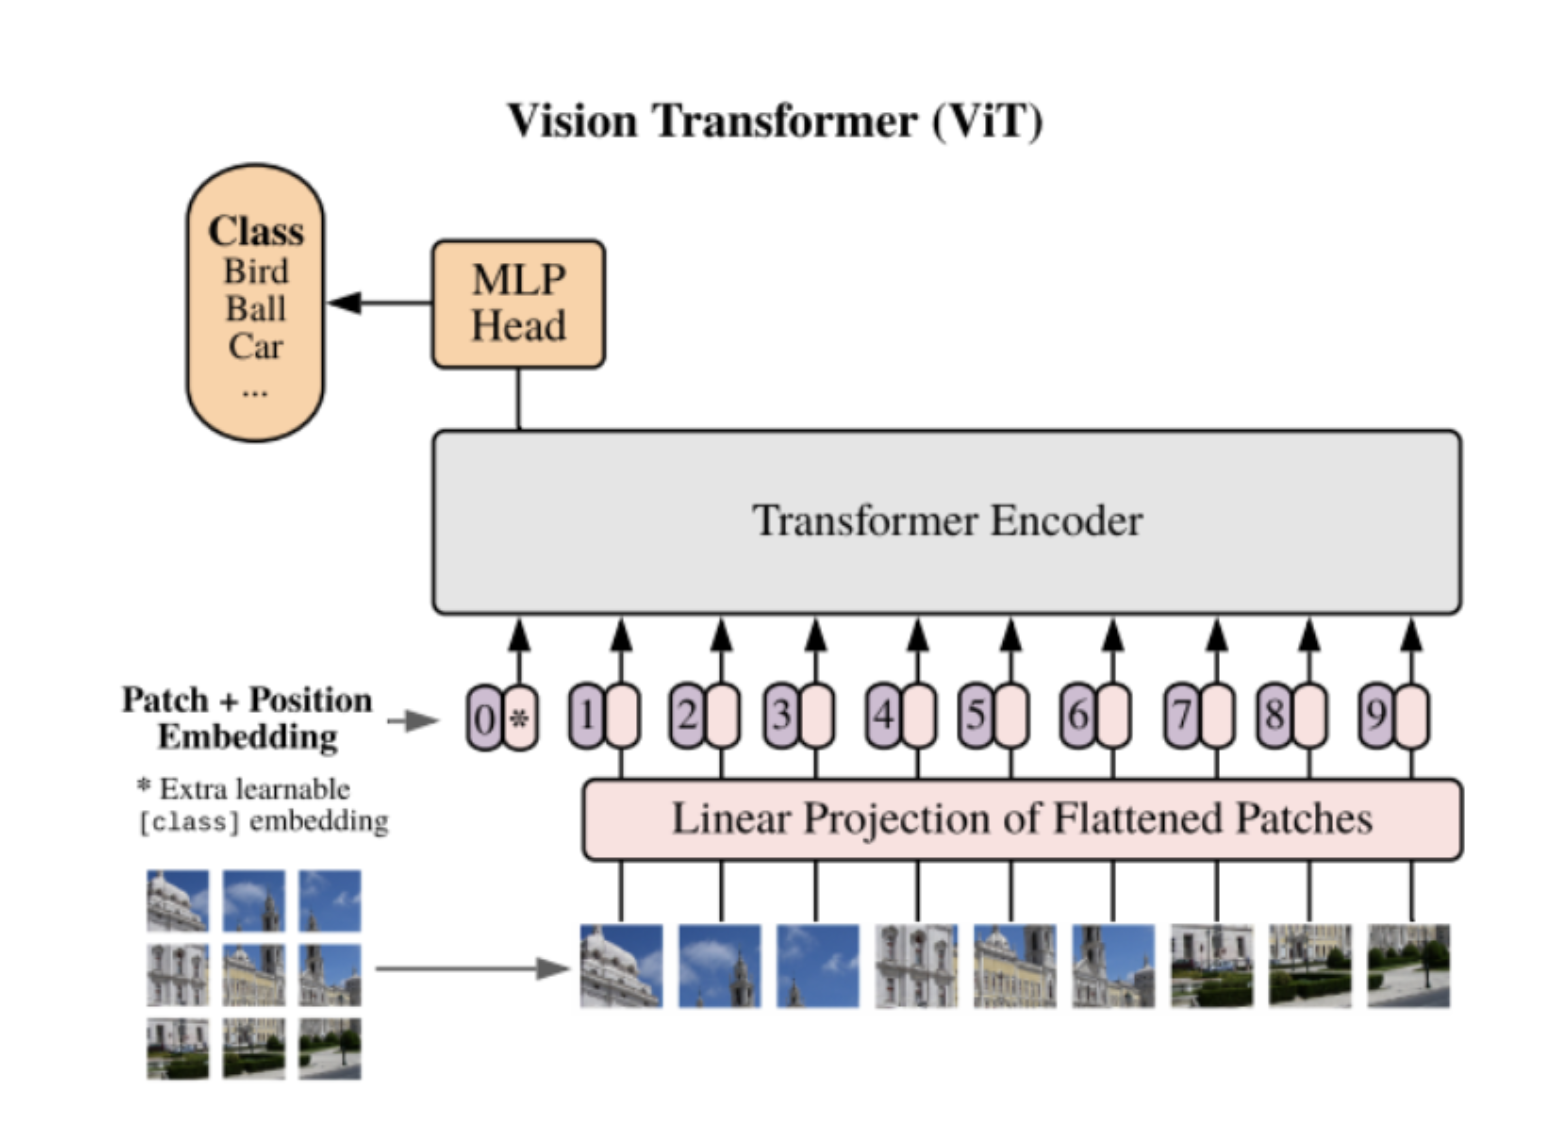 Vision Transformer (ViT)
Class
Bird
Ball
Car
...
MLP
Head
Transformer Encoder
Patch + Position
Embedding
0 * 1 2 3 4 5 6 7 8 9
* Extra learnable
[class] embedding
Linear Projection of Flattened Patches